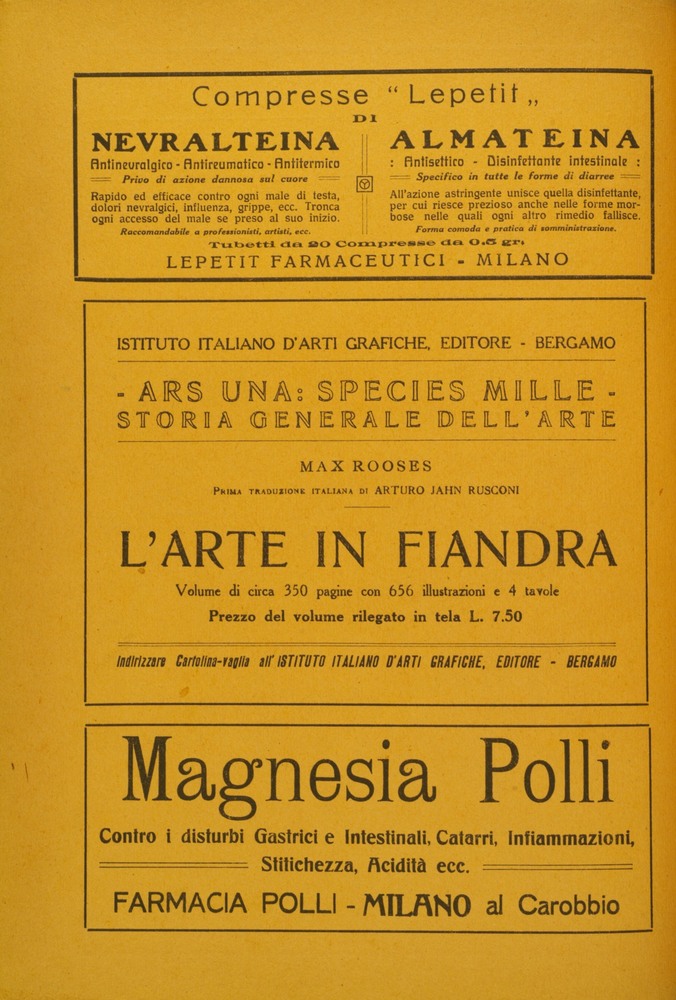 Compresse "Lepetit„
DI
NEVRALTEINA
Antineuralgico - Antireumatico - Antitermico
Privo di azione dannosa sul cuore
Rapido ed efficace contro ogni male di testa,
dolori nevralgici, influenza, grippe, ecc. Tronca
ogni accesso del male se preso al suo inizio.
Raccomandabile a professionisti, artisti, ecc.
ALMATEINA
: Antisettico - Disinfettante intestinale :
Specifico in tutte le forme di diarree
All'azione astringente unisce quella disinfettante,
per cui riesce prezioso anche nelle forme mor-
bose nelle quali ogni altro rimedio fallisce.
Forma comoda e pratica di somministrazione.
Tubetti da 20 Compresse da 0.5 gr.
LEPETIT FARMACEUTICI - MILANO
ISTITUTO ITALIANO D'ARTI GRAFICHE, EDITORE - BERGAMO
- ARS UNA: SPECIES MILLE -
STORIA GENERALE DELL'ARTE
MAX ROOSES
PRIMA TRADUZIONE ITALIANA DI ARTURO JAHN RUSCONI
L'ARTE IN FIANDRA
Volume di circa 350 pagine con 656 illustrazioni e 4 tavole
Prezzo del volume rilegato in tela L. 7.50
Indirizzare Cartolina-vaglia all' ISTITUTO ITALIANO D'ARTI GRAFICHE, EDITORE - BERGAMO
Magnesia Polli
Contro i disturbi Gastrici e Intestinali, Catarri, Infiammazioni,
Stitichezza, Acidità ecc.
FARMACIA POLLI - MILANO al Carobbio